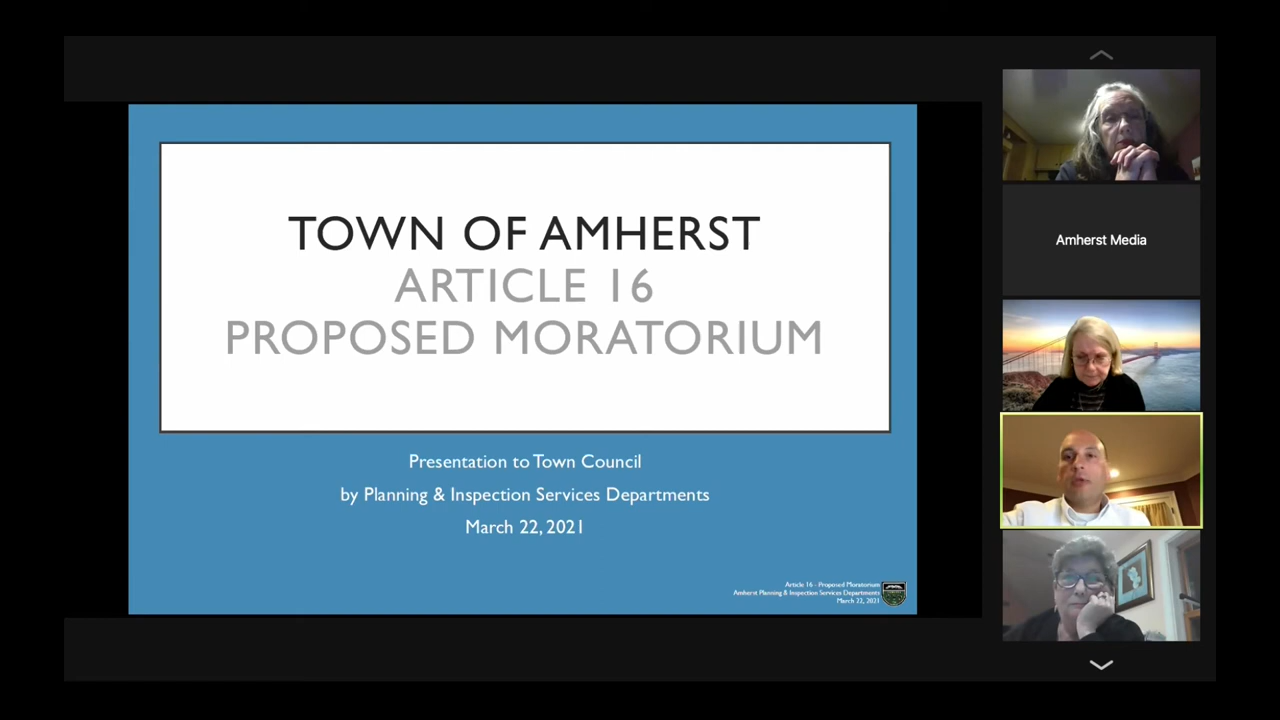 TOWN OF AMHERST
ARTICLE 16
PROPOSED MORATORIUM
Presentation to Town Council
by Planning & Inspection Services Departments
March 22, 2021
Article 16 - Proposed Moratorium
Amherst Planning & Inspection Services Departments
March 22, 2021
Amherst Media